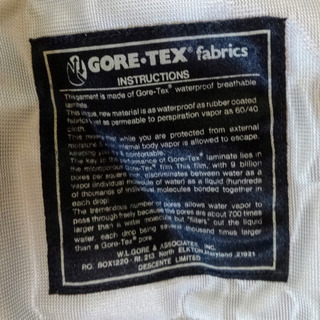 GORE-TEX® fabrics
INSTRUCTIONS
This garment is made of Gore-Tex® waterproof breathable
laminates.
This unique, new material is as waterproof as rubber coated
fabrics yet as permeable to perspiration vapor as 60/40
cloth.
This means that while you are protected from external
moisture internal body vapor is allowed to escape,
keeping you comfortable.
The key to the performance of Gore-Tex® laminate lies in
the microporous Gore-Tex® film. This film, with 9 billion
pores per square inch, discriminates between water as a
vapor (individual molecule of water) as a liquid (hundreds
of thousands of individual molecules bonded together in
each drop).
The tremendous number of pores allows water vapor to
pass through freely because the pores are about 700 times
larger than a water molecule but "filters" out the liquid
water, each drop being several thousand times larger
than a Gore-Tex® pore.
W.L. GORE & ASSOCIATES, INC.
P.O. BOX1220 - Rt. 213 North ELKTON, Maryland, 21921
DESCENTE LIMITED